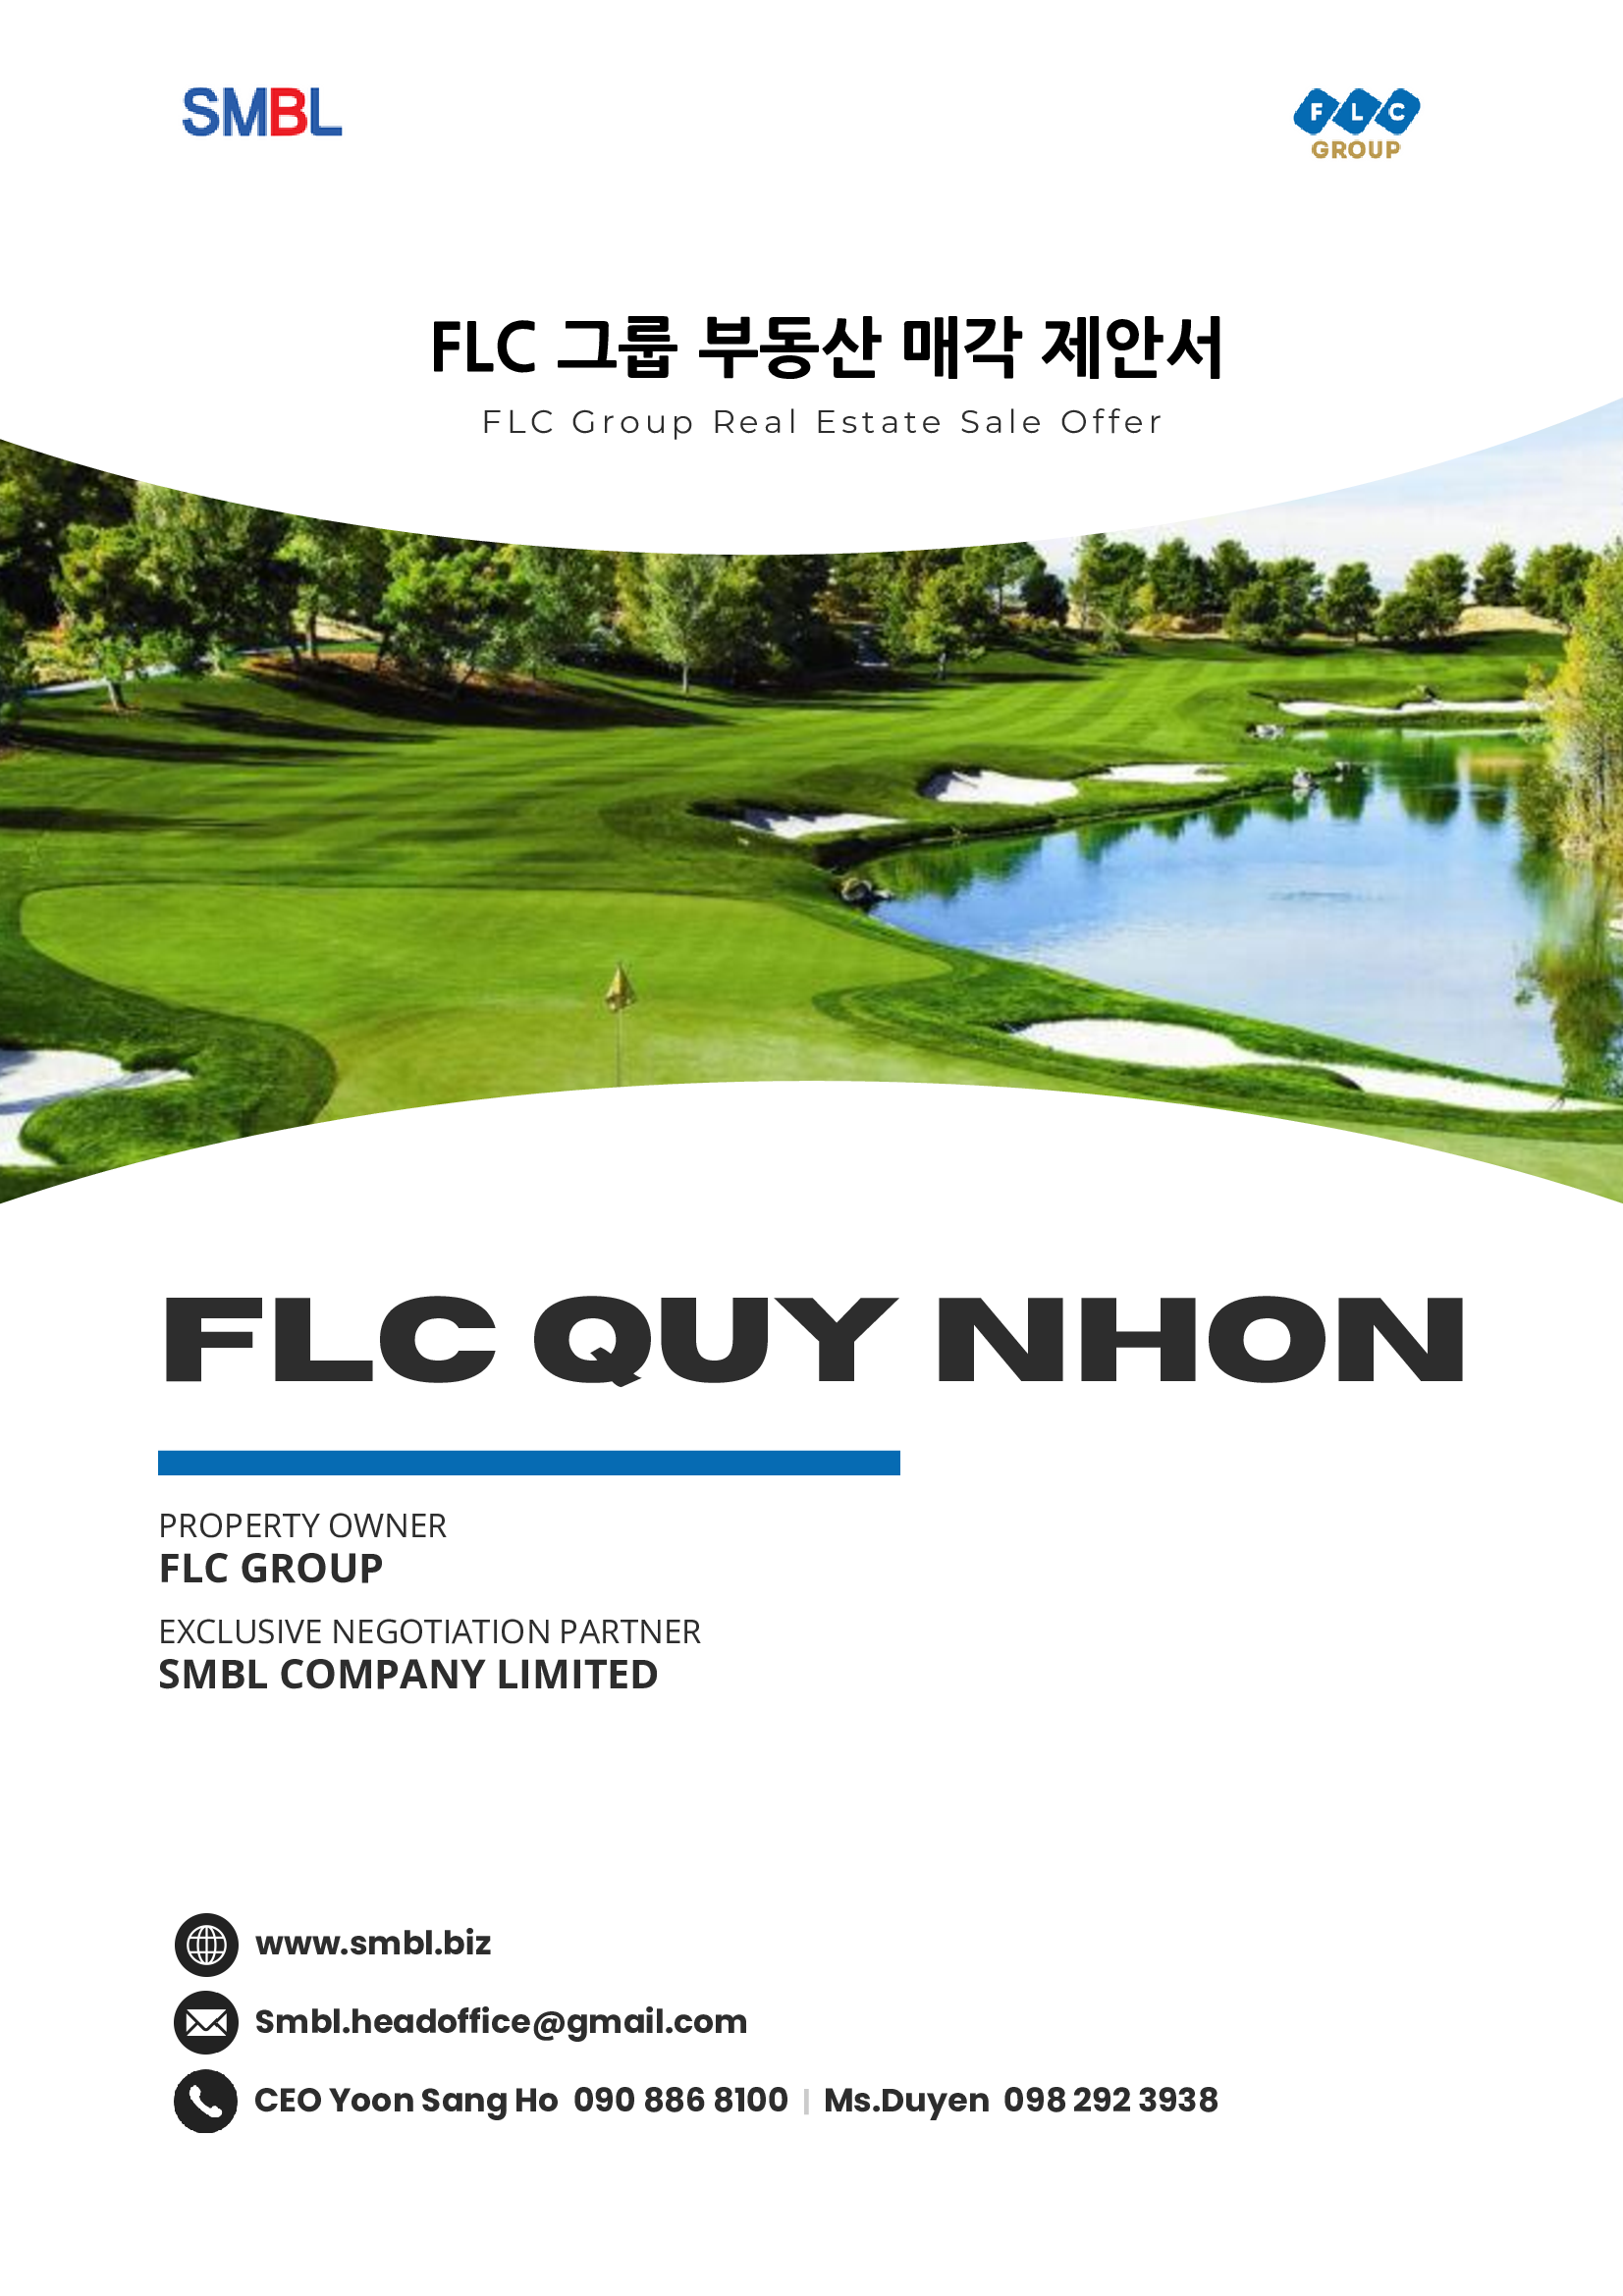 SMBL
FLC
GROUP
FLC 그룹 부동산 매각 제안서
FLC Group Real Estate Sale Offer
FLC QUY NHON
PROPERTY OWNER
FLC GROUP
EXCLUSIVE NEGOTIATION PARTNER
SMBL COMPANY LIMITED
www.smbl.biz
Smbl.headoffice@gmail.com
CEO Yoon Sang Ho 090 886 8100 | Ms.Duyen 098 292 3938